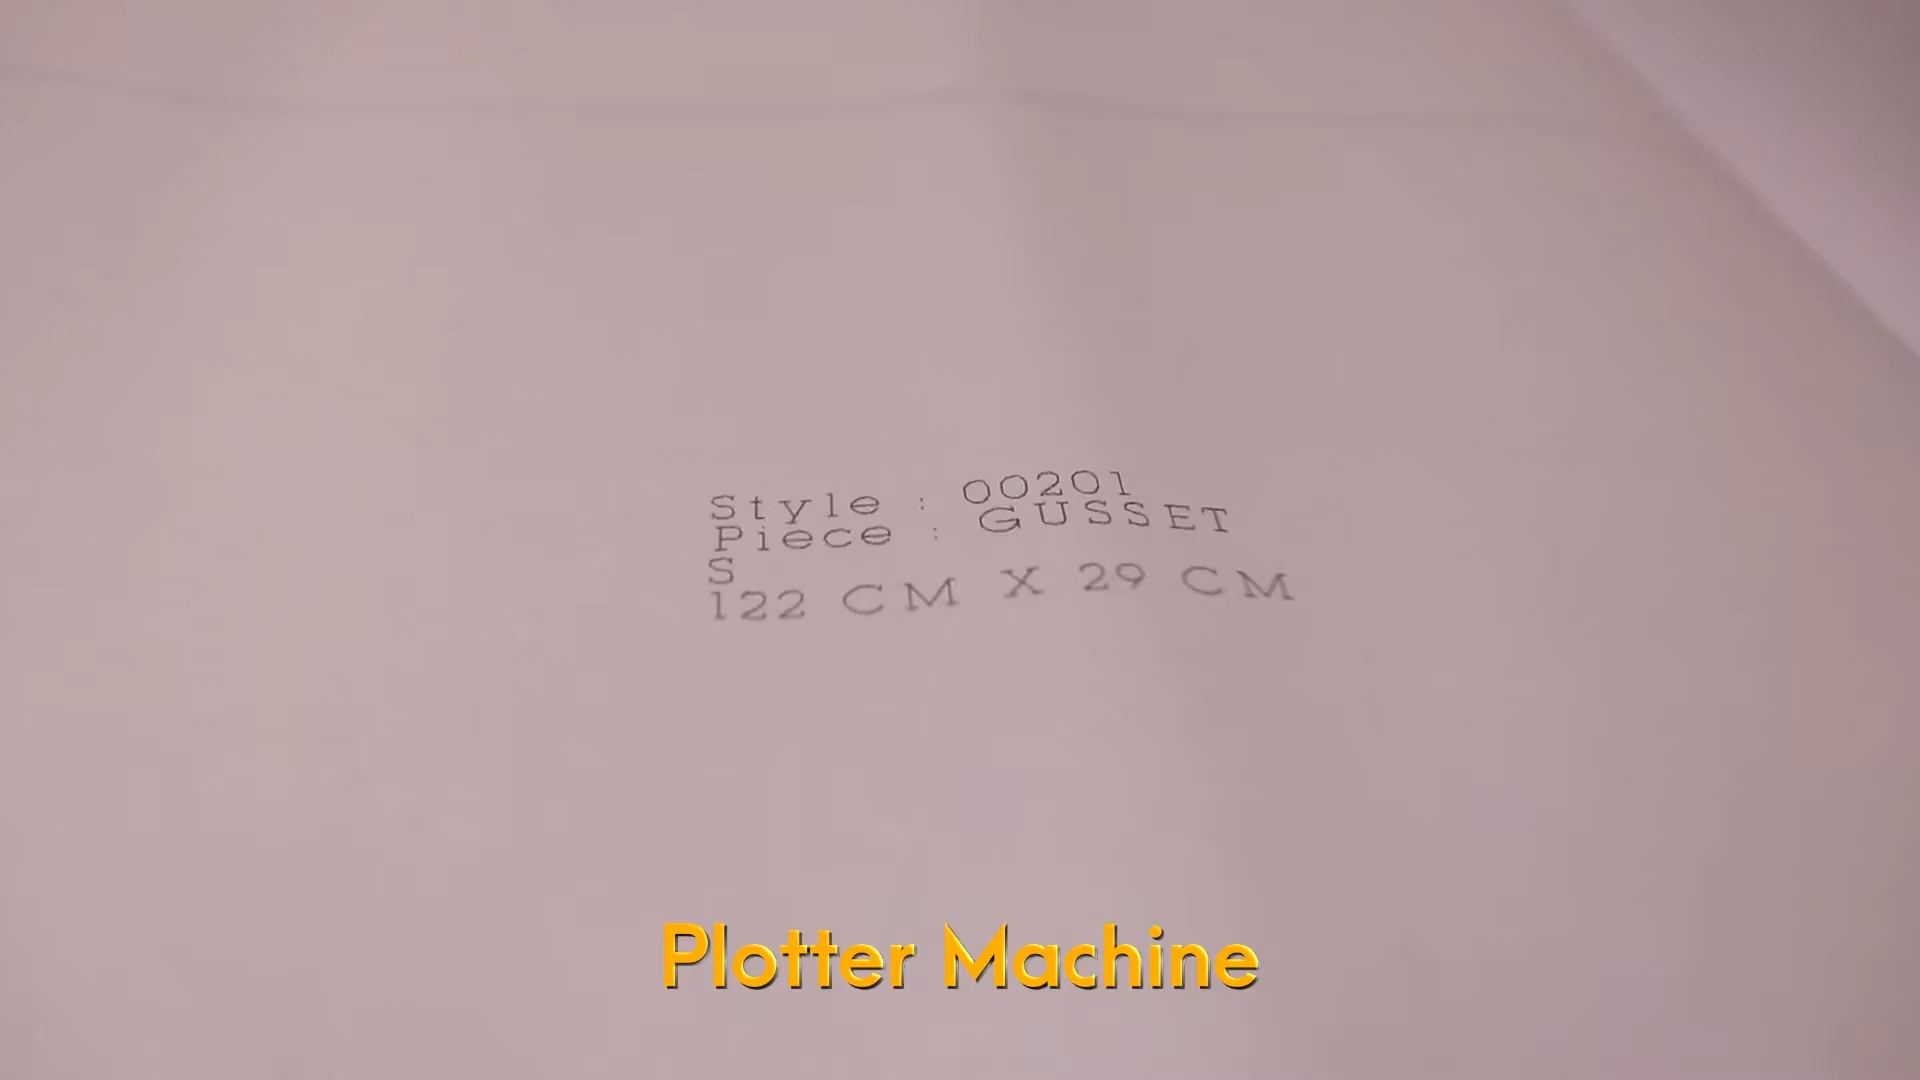 Style : 00201
Piece : GUSSET
S
122 CM X 29 CM
Plotter Machine